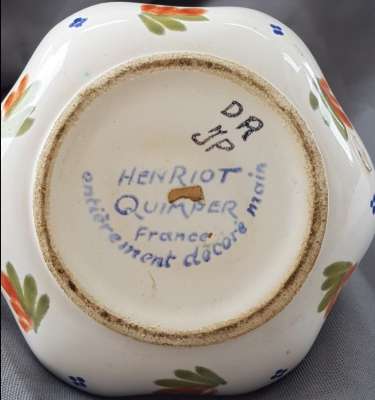 DR
JP
HENRIOT
QUIMPER
France
entièrement décoré main